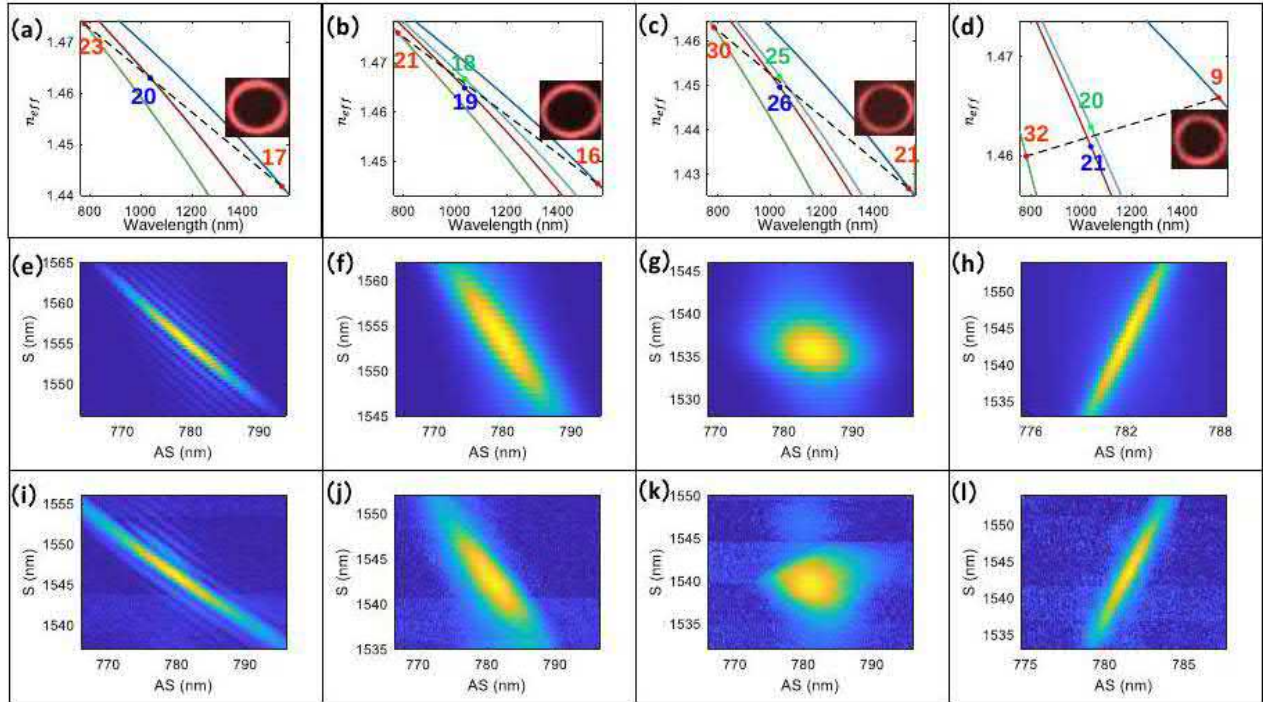 (a)
1.47
1.46
1.45
1.44
n_eff
23
20
17
800 1000 1200 1400
Wavelength (nm)
(b)
1.47
1.46
1.45
n_eff
21
18
19
16
800 1000 1200 1400
Wavelength (nm)
(c)
1.46
1.45
1.44
1.43
n_eff
30
25
26
21
800 1000 1200 1400
Wavelength (nm)
(d)
1.47
1.46
n_eff
32
20
21
9
800 1000 1200 1400
Wavelength (nm)
(e)
1565
1560
1555
1550
S (nm)
770 780 790
AS (nm)
(f)
1560
1555
1550
1545
S (nm)
770 780 790
AS (nm)
(g)
1545
1540
1535
1530
S (nm)
770 780 790
AS (nm)
(h)
1550
1545
1540
1535
S (nm)
776 782 788
AS (nm)
(i)
1555
1550
1545
1540
S (nm)
770 780 790
AS (nm)
(j)
1550
1545
1540
1535
S (nm)
770 780 790
AS (nm)
(k)
1550
1545
1540
1535
S (nm)
770 780 790
AS (nm)
(l)
1550
1545
1540
1535
S (nm)
775 780 785
AS (nm)